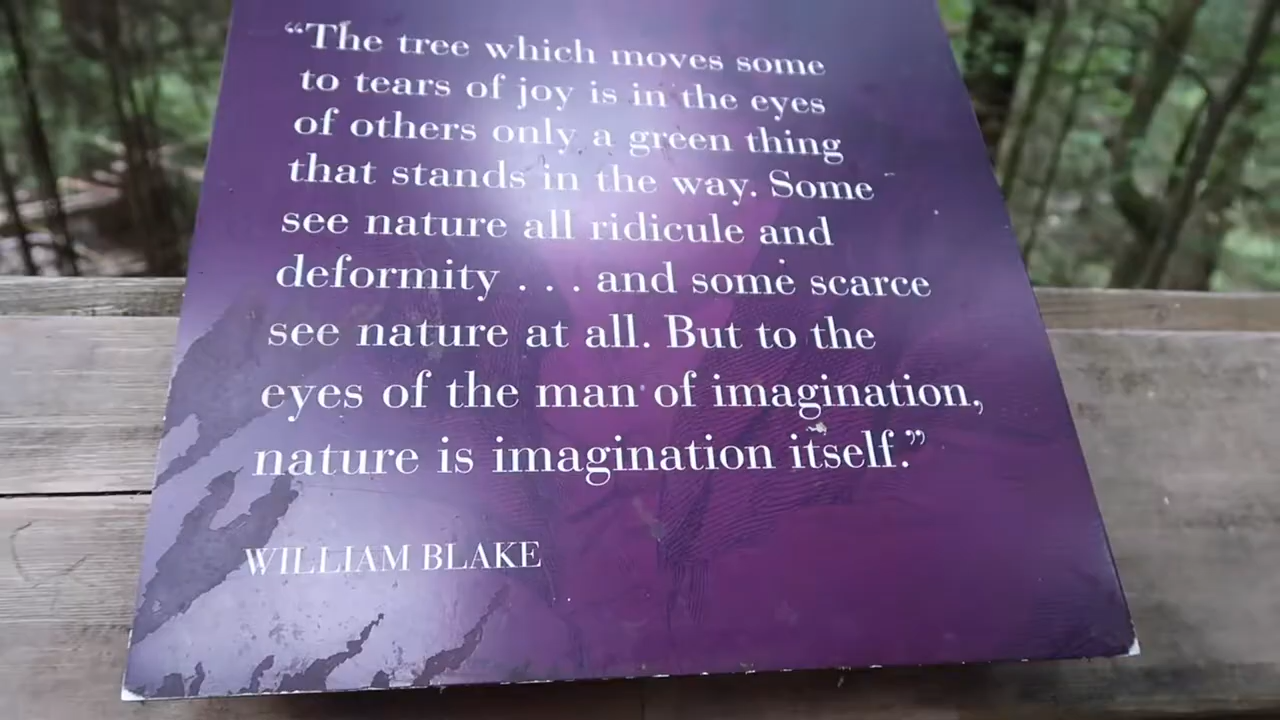 “The tree which moves some
to tears of joy is in the eyes
of others only a green thing
that stands in the way. Some
see nature all ridicule and
deformity . . . and some scarce
see nature at all. But to the
eyes of the man of imagination,
nature is imagination itself.”
WILLIAM BLAKE